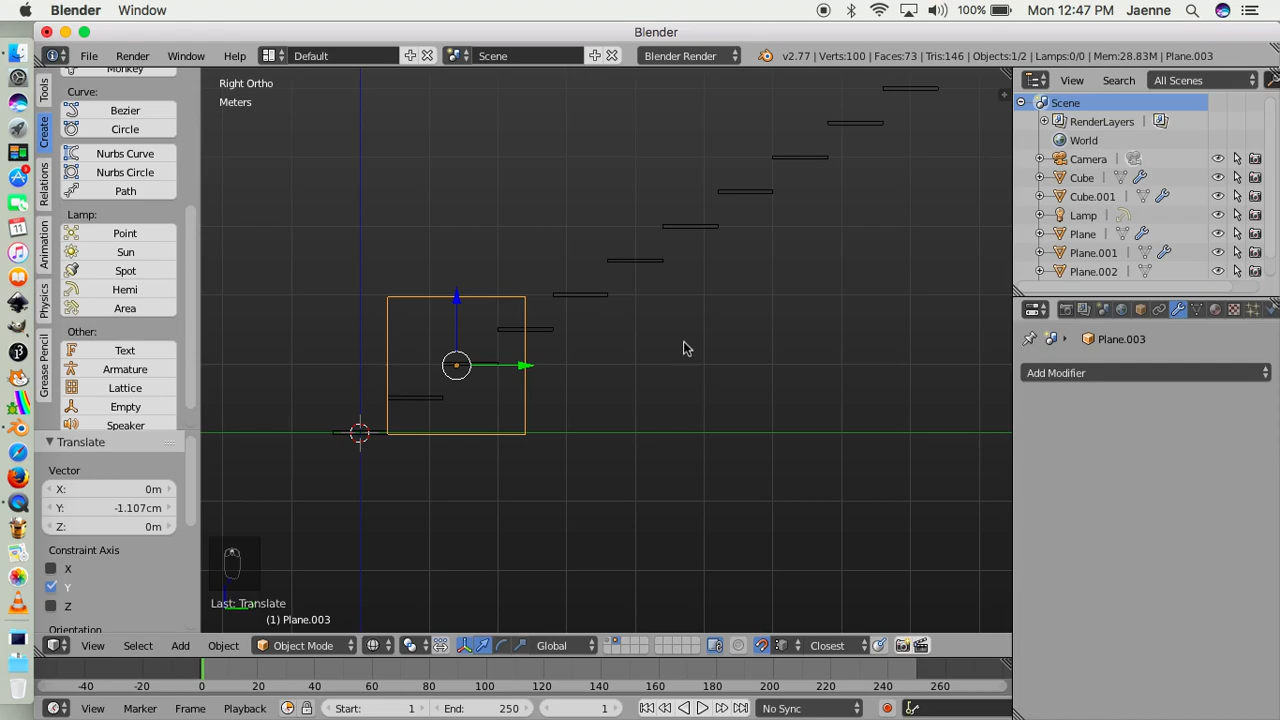 Blender Window 100% Mon 12:47 PM Jaenne
Blender
File Render Window Help Default Scene Blender Render v2.77 | Verts:100 | Faces:73 | Tris:146 | Objects:1/2 | Lamps:0/0 | Mem:28.83M | Plane.003
Monkey
Curve:
Bezier
Circle
Nurbs Curve
Nurbs Circle
Path
Lamp:
Point
Sun
Spot
Hemi
Area
Other:
Text
Armature
Lattice
Empty
Speaker
Tools
Create
Relations
Animation
Physics
Grease Pencil
Translate
Vector
X: 0m
Y: -1.107cm
Z: 0m
Constraint Axis
X
Y
Z
Orientation
Right Ortho
Meters
Last: Translate
(1) Plane.003
View Search All Scenes
Scene
RenderLayers
World
Camera
Cube
Cube.001
Lamp
Plane
Plane.001
Plane.002
Plane.003
Add Modifier
View Select Add Object Object Mode Global Closest
-40 -20 0 20 40 60 80 100 120 140 160 180 200 220 240 260
View Marker Frame Playback Start: 1 End: 250 1 No Sync